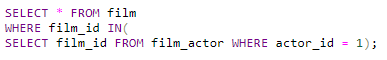 SELECT * FROM film
WHERE film_id IN(
SELECT film_id FROM film_actor WHERE actor_id = 1);